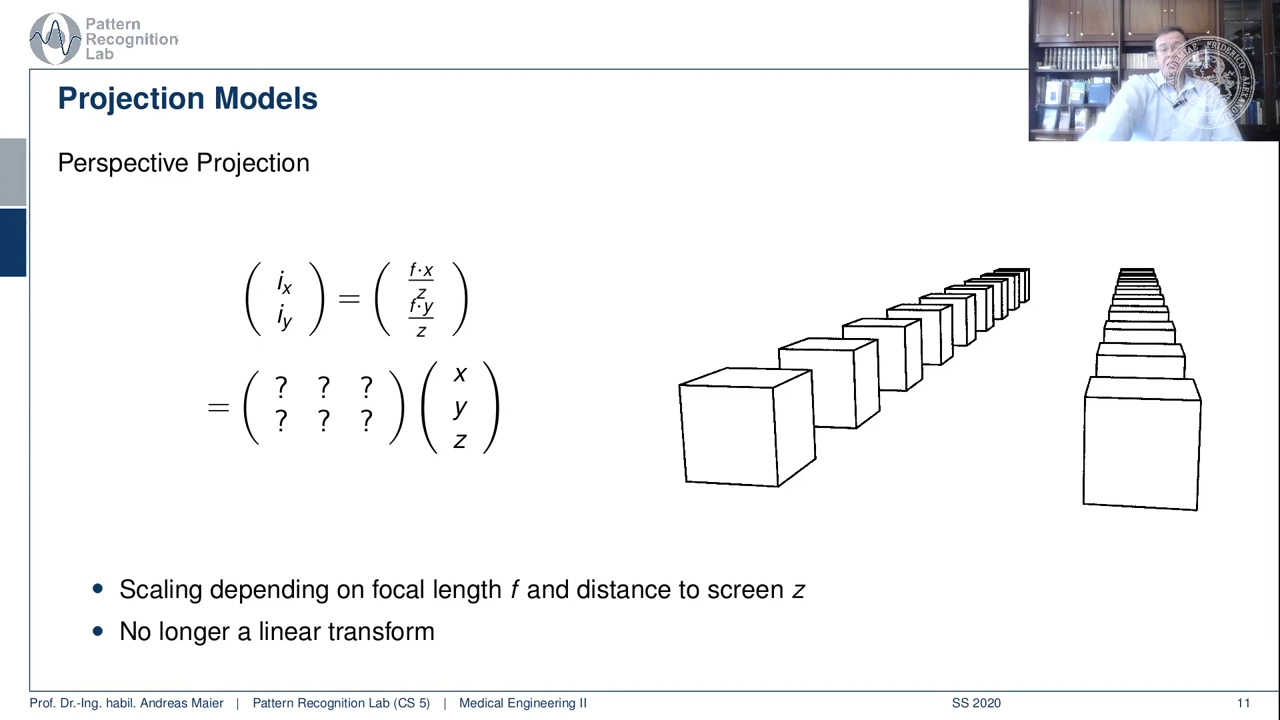 Pattern
Recognition
Lab
Projection Models
Perspective Projection
( i_x ) = ( f·x / z )
( i_y ) ( f·y / z )
= ( ? ? ? ) ( x )
( ? ? ? ) ( y )
( z )
• Scaling depending on focal length f and distance to screen z
• No longer a linear transform
Prof. Dr.-Ing. habil. Andreas Maier | Pattern Recognition Lab (CS 5) | Medical Engineering II SS 2020 11